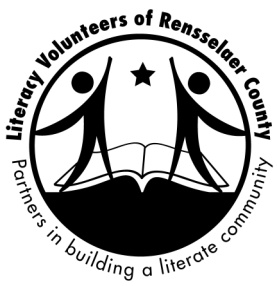 Literacy Volunteers of Rensselaer County
Partners in building a literate community